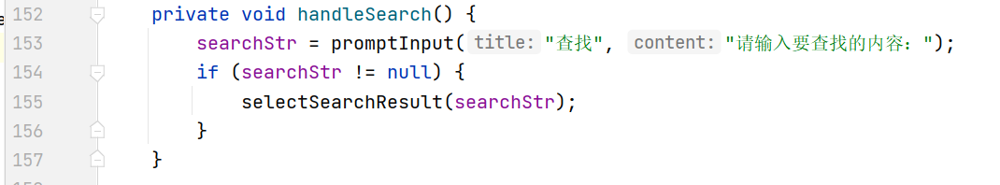 152 private void handleSearch() {
153 searchStr = promptInput( title: "查找", content: "请输入要查找的内容：");
154 if (searchStr != null) {
155 selectSearchResult(searchStr);
156 }
157 }